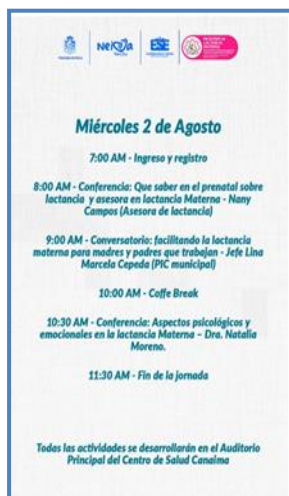 Neiva
ESE
Miércoles 2 de Agosto
7:00 AM - Ingreso y registro
8:00 AM - Conferencia: Que saber en el prenatal sobre
lactancia y asesora en lactancia Materna - Nany
Campos (Asesora de lactancia)
9:00 AM - Conversatorio: facilitando la lactancia
materna para madres y padres que trabajan - Jefe Lina
Marcela Cepeda (PIC municipal)
10:00 AM - Coffe Break
10:30 AM - Conferencia: Aspectos psicológicos y
emocionales en la lactancia Materna – Dra. Natalia
Moreno.
11:30 AM - Fin de la jornada
Todas las actividades se desarrollarán en el Auditorio
Principal del Centro de Salud Canaima